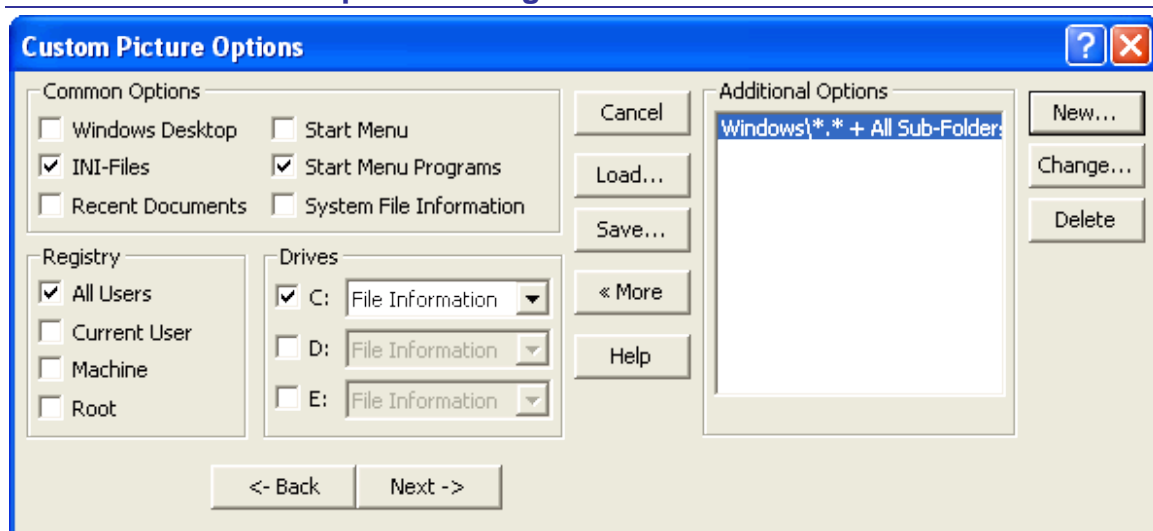 Custom Picture Options
Common Options
Windows Desktop
Start Menu
INI-Files
Start Menu Programs
Recent Documents
System File Information
Registry
All Users
Current User
Machine
Root
Drives
C: File Information
D: File Information
E: File Information
Cancel
Load...
Save...
« More
Help
Additional Options
Windows\*.* + All Sub-Folders
New...
Change...
Delete
<- Back
Next ->